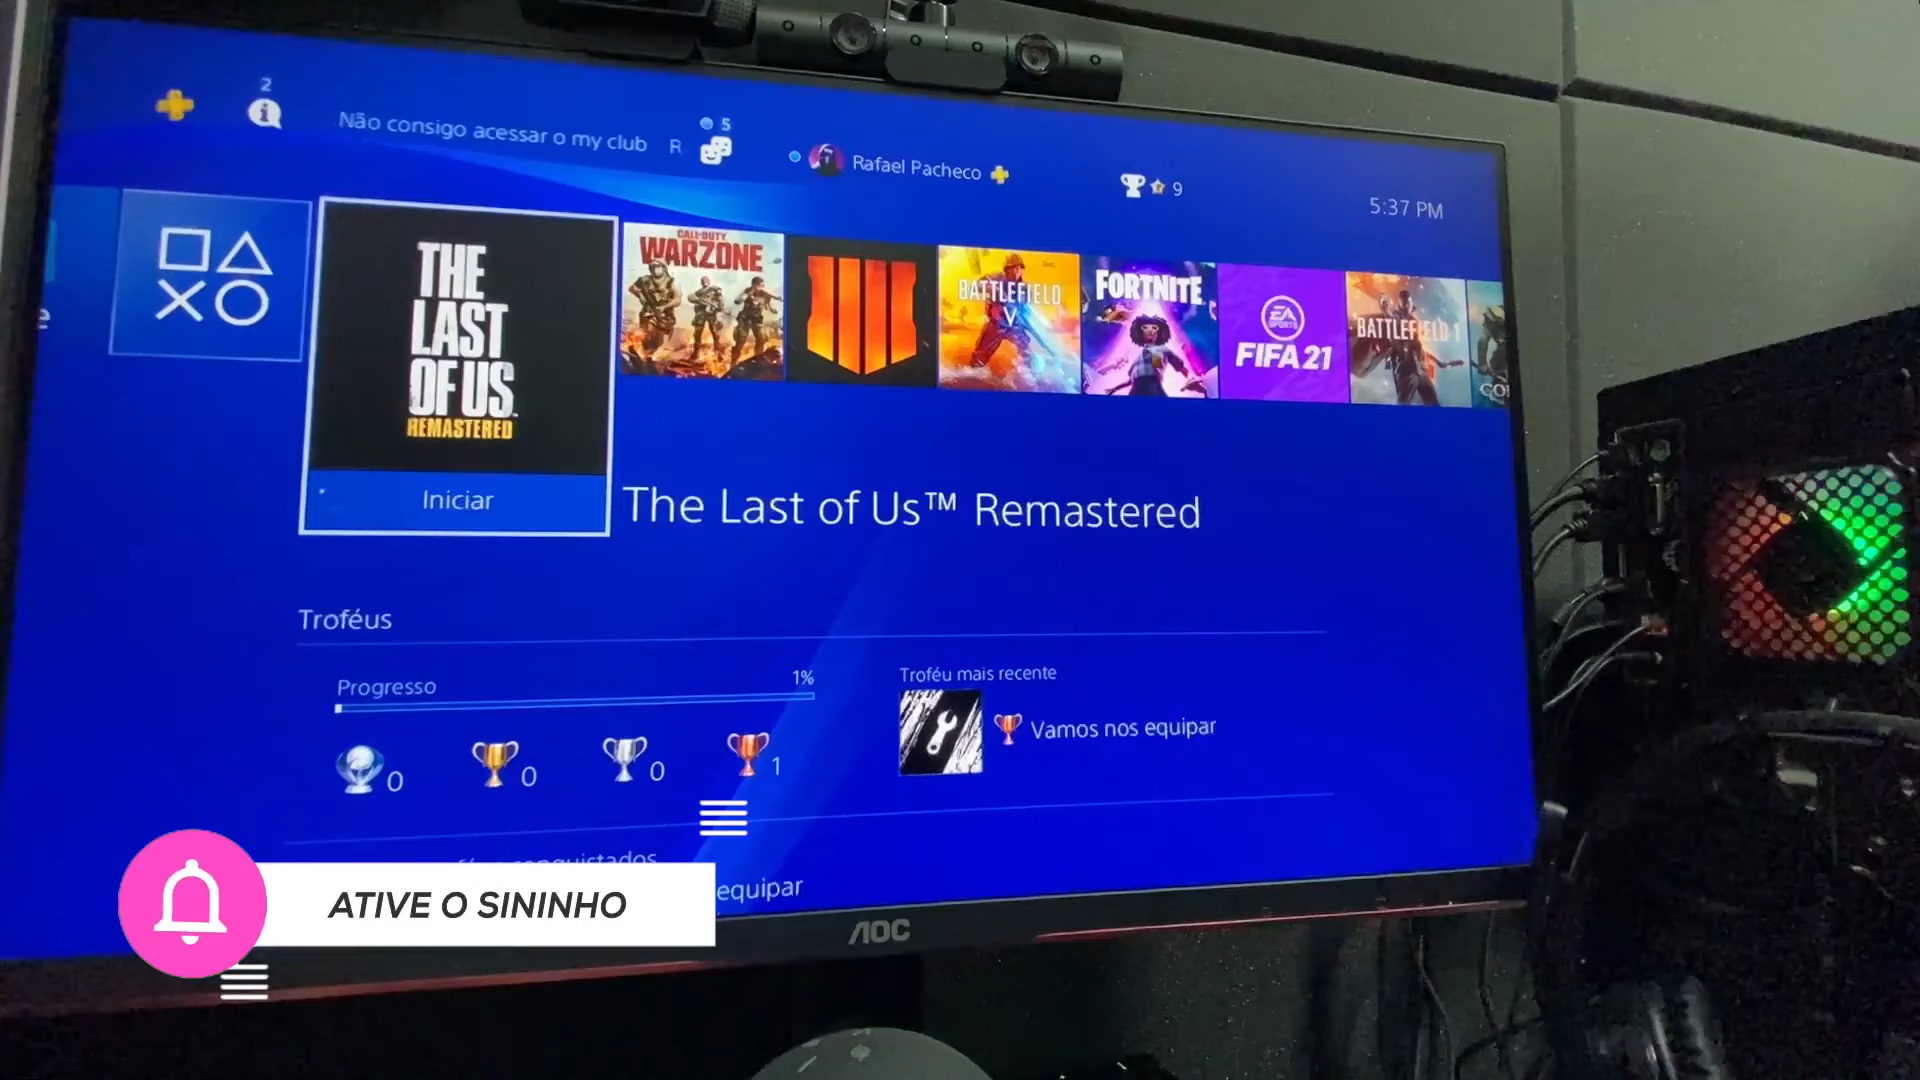 2
Não consigo acessar o my club R
5
Rafael Pacheco
9
5:37 PM
THE
LAST
OF US
REMASTERED
CALL OF DUTY
WARZONE
BATTLEFIELD
V
FORTNITE
EA
SPORTS
FIFA 21
BATTLEFIELD 1
Iniciar
The Last of Us™ Remastered
Troféus
Progresso
1%
0
0
0
1
Troféu mais recente
Vamos nos equipar
conquistados
equipar
ATIVE O SININHO
AOC